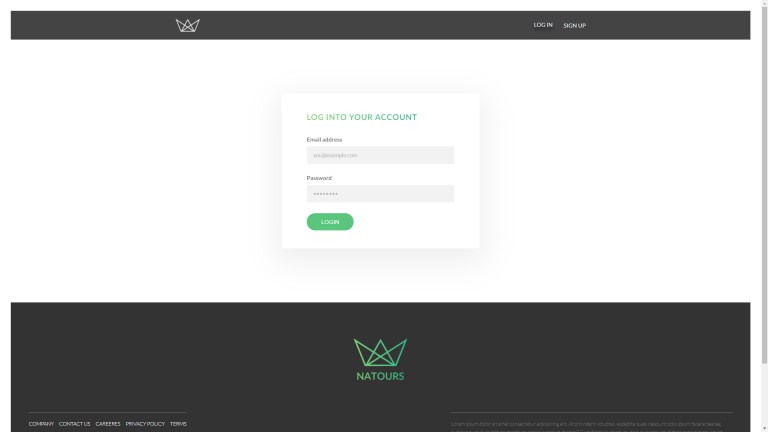 LOG IN
SIGN UP
LOG INTO YOUR ACCOUNT
Email address
you@example.com
Password
LOGIN
NATOURS
COMPANY CONTACT US CAREERES PRIVACY POLICY TERMS